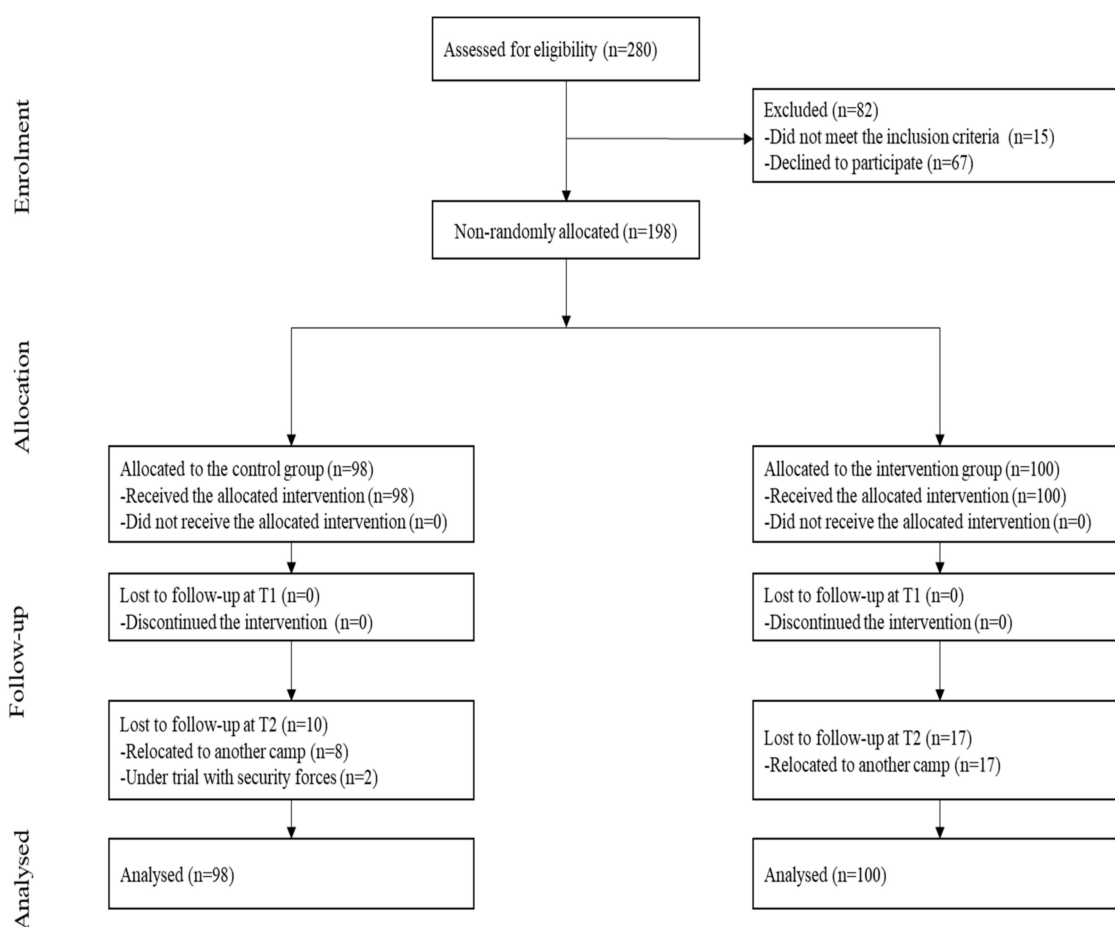 Enrolment
Assessed for eligibility (n=280)
Excluded (n=82)
-Did not meet the inclusion criteria (n=15)
-Declined to participate (n=67)
Non-randomly allocated (n=198)
Allocation
Allocated to the control group (n=98)
-Received the allocated intervention (n=98)
-Did not receive the allocated intervention (n=0)
Allocated to the intervention group (n=100)
-Received the allocated intervention (n=100)
-Did not receive the allocated intervention (n=0)
Follow-up
Lost to follow-up at T1 (n=0)
-Discontinued the intervention (n=0)
Lost to follow-up at T1 (n=0)
-Discontinued the intervention (n=0)
Lost to follow-up at T2 (n=10)
-Relocated to another camp (n=8)
-Under trial with security forces (n=2)
Lost to follow-up at T2 (n=17)
-Relocated to another camp (n=17)
Analysed
Analysed (n=98)
Analysed (n=100)